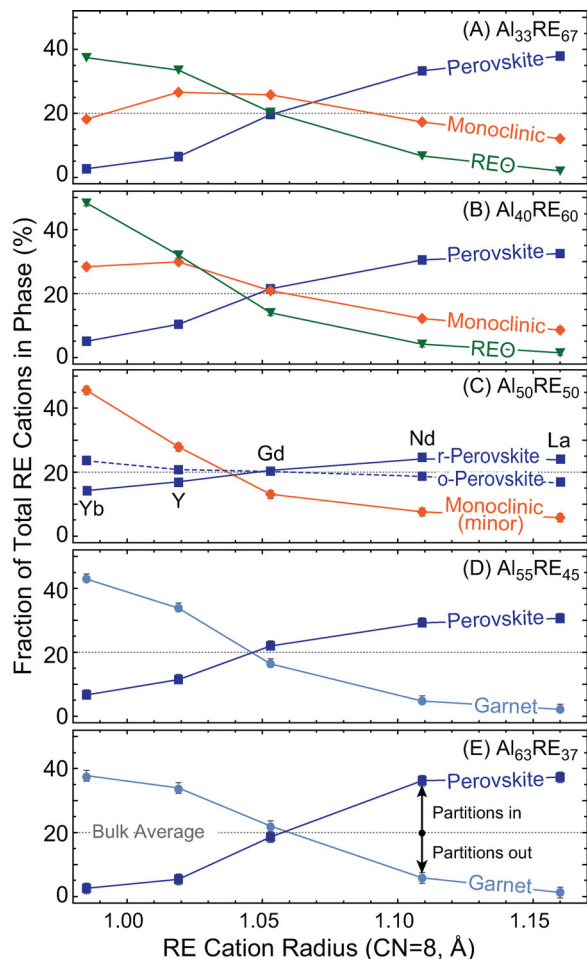 Fraction of Total RE Cations in Phase (%)
(A) Al33RE67
Perovskite
Monoclinic
REO
40
20
0
(B) Al40RE60
Perovskite
Monoclinic
REO
40
20
0
(C) Al50RE50
Yb
Y
Gd
Nd
La
r-Perovskite
o-Perovskite
Monoclinic
(minor)
40
20
0
(D) Al55RE45
Perovskite
Garnet
40
20
0
(E) Al63RE37
Perovskite
Partitions in
Bulk Average
Partitions out
Garnet
40
20
0
1.00
1.05
1.10
1.15
RE Cation Radius (CN=8, Å)